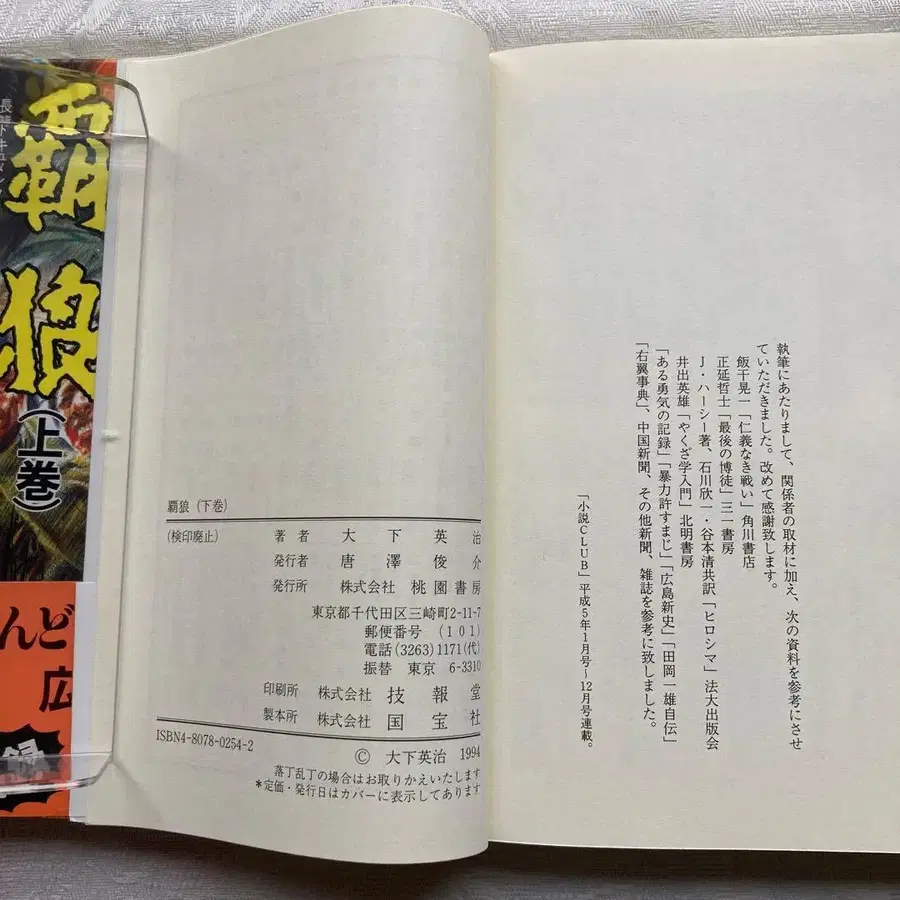 執筆にあたりまして、関係者の取材に加え、次の資料を参考にさせ
ていただきました。改めて感謝致します。
飯干晃一「仁義なき戦い」角川書店
正延哲士「最後の博徒」三一書房
J・ハーシー著、石川欣一・谷本清共訳「ヒロシマ」法大出版会
井出英雄「やくざ学入門」北明書房
「ある勇気の記録」「暴力許すまじ」「広島新史」「田岡一雄自伝」
「右翼事典」、中国新聞、その他新聞、雑誌を参考に致しました。
「小説CLUB」平成5年1月号~12月号連載。
覇狼(下巻)
(検印廃止)
著者 大下英治
発行者 唐澤俊介
発行所 株式会社 桃園書房
東京都千代田区三崎町2-11-7
郵便番号 (101)
電話(3263)1171(代)
振替 東京 6-3310
印刷所 株式会社 技報堂
製本所 株式会社 国宝社
ISBN4-8078-0254-2
© 大下英治 1994
落丁乱丁の場合はお取りかえいたします
*定価・発行日はカバーに表示してあります
覇狼
(上巻)
んど
広
録